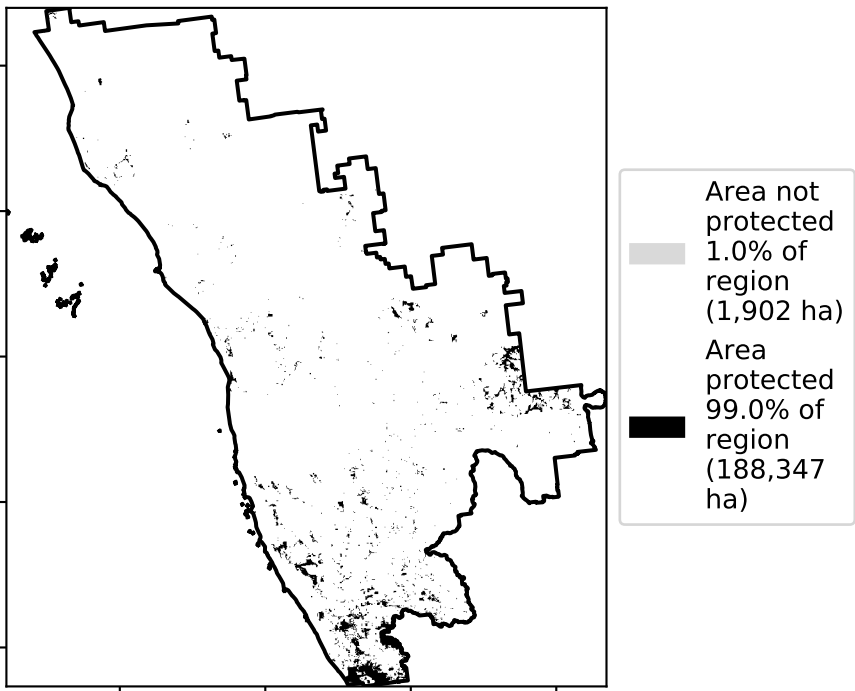 Area not
protected
1.0% of
region
(1,902 ha)
Area
protected
99.0% of
region
(188,347
ha)